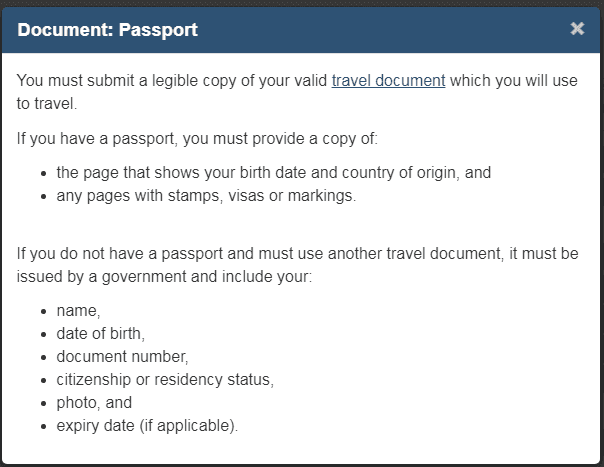 Document: Passport
You must submit a legible copy of your valid travel document which you will use
to travel.
If you have a passport, you must provide a copy of:
• the page that shows your birth date and country of origin, and
• any pages with stamps, visas or markings.
If you do not have a passport and must use another travel document, it must be
issued by a government and include your:
• name,
• date of birth,
• document number,
• citizenship or residency status,
• photo, and
• expiry date (if applicable).